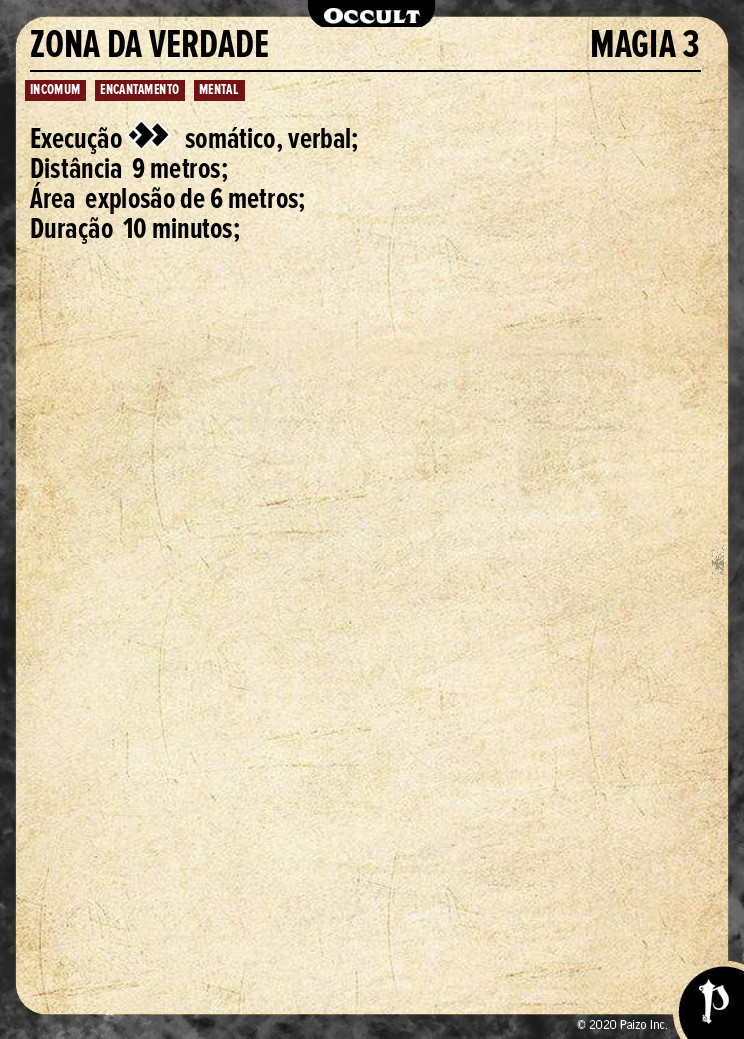 OCCULT
ZONA DA VERDADE MAGIA 3
INCOMUM ENCANTAMENTO MENTAL
Execução somático, verbal;
Distância 9 metros;
Área explosão de 6 metros;
Duração 10 minutos;
© 2020 Paizo Inc.